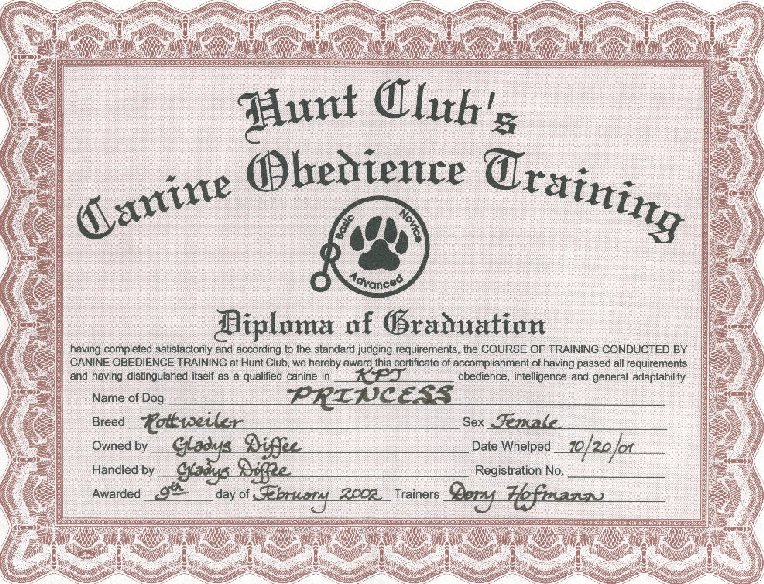 Hunt Club's
Canine Obedience Training
Basic Novice
Advanced
Diploma of Graduation
having completed satisfactorily and according to the standard judging requirements, the COURSE OF TRAINING CONDUCTED BY
CANINE OBEDIENCE TRAINING at Hunt Club, we hereby award this certificate of accomplishment of having passed all requirements
and having distinguished itself as a qualified canine in KPT obedience, intelligence and general adaptability
Name of Dog PRINCESS
Breed Rottweiler Sex Female
Owned by Gladys Diffee Date Whelped 10/20/01
Handled by Gladys Diffee Registration No.
Awarded 9th day of February 2002 Trainers Dory Hofmann